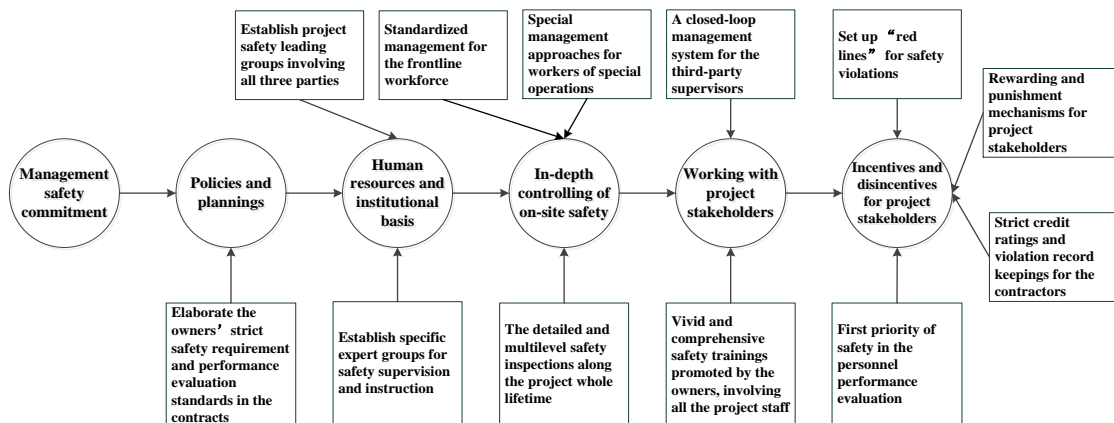 Establish project
safety leading
groups involving
all three parties
Standardized
management for
the frontline
workforce
Special
management
approaches for
workers of special
operations
A closed-loop
management
system for the
third-party
supervisors
Set up “red
lines” for safety
violations
Rewarding and
punishment
mechanisms for
project
stakeholders
Management
safety
commitment
Policies and
plannings
Human
resources and
institutional
basis
In-depth
controlling of
on-site safety
Working with
project
stakeholders
Incentives and
disincentives
for project
stakeholders
Strict credit
ratings and
violation record
keepings for the
contractors
Elaborate the
owners’ strict
safety requirement
and performance
evaluation
standards in the
contracts
Establish specific
expert groups for
safety supervision
and instruction
The detailed and
multilevel safety
inspections along
the project whole
lifetime
Vivid and
comprehensive
safety trainings
promoted by the
owners, involving
all the project staff
First priority of
safety in the
personnel
performance
evaluation